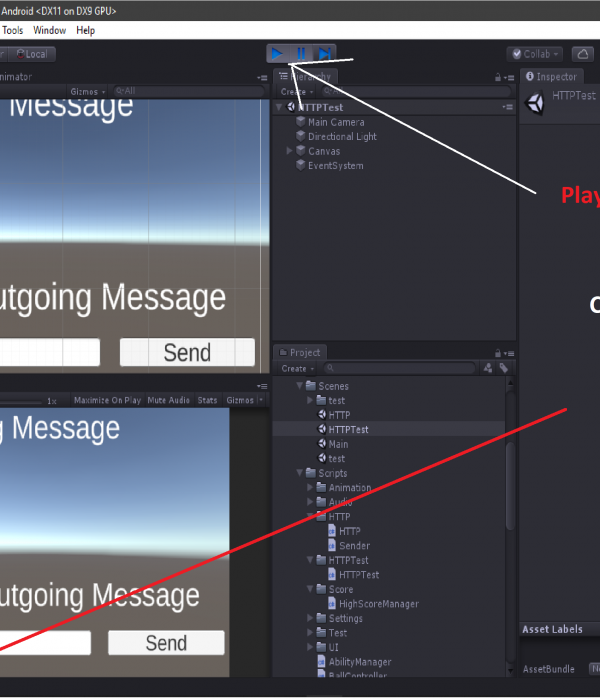 Android <DX11 on DX9 GPU>
Tools Window Help
Local
Collab
Animator
Hierarchy
Inspector
Gizmos
All
Create
HTTPTest
HTTPTest
Main Camera
Directional Light
Canvas
EventSystem
Message
Play
utgoing Message
Send
Project
Create
1x Maximize On Play Mute Audio Stats Gizmos
g Message
utgoing Message
Send
Scenes
test
HTTP
HTTPTest
Main
test
Scripts
Animation
Audio
HTTP
HTTP
Sender
HTTPTest
HTTPTest
Score
HighScoreManager
Settings
Test
UI
AbilityManager
BallController
Asset Labels
AssetBundle